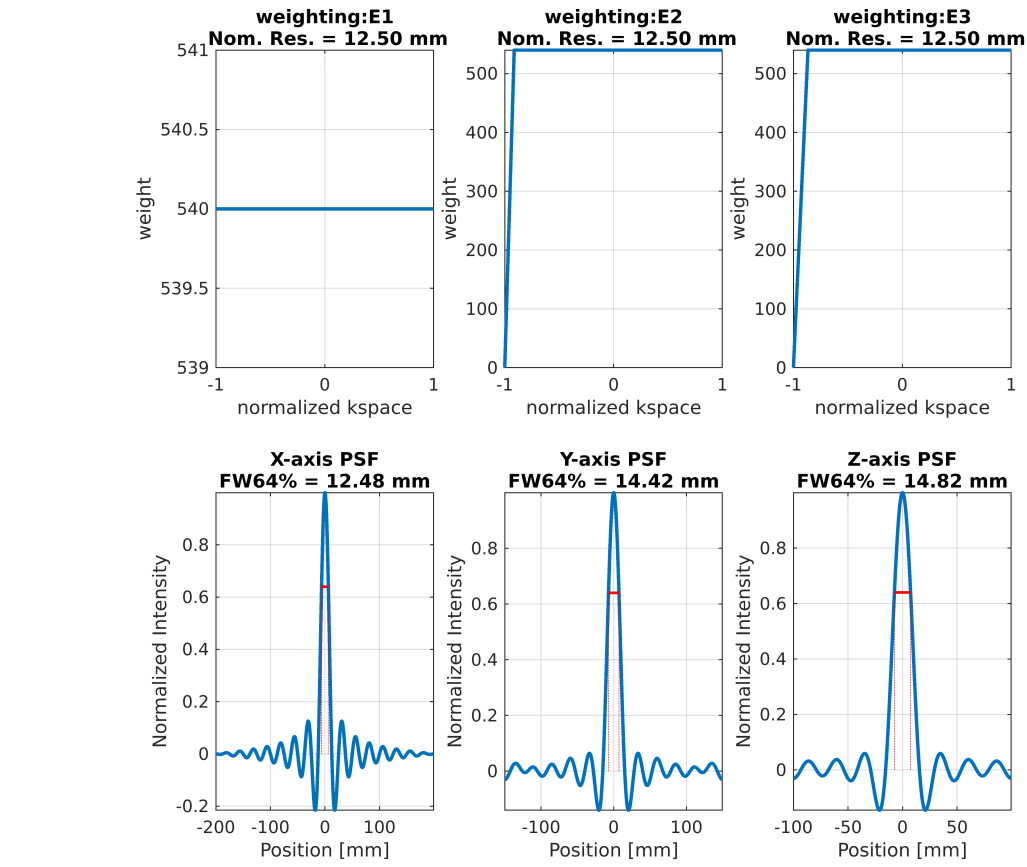 weighting:E1
Nom. Res. = 12.50 mm
541
540.5
540
539.5
539
weight
-1
0
1
normalized kspace
weighting:E2
Nom. Res. = 12.50 mm
500
400
300
200
100
0
weight
-1
0
1
normalized kspace
weighting:E3
Nom. Res. = 12.50 mm
500
400
300
200
100
0
weight
-1
0
1
normalized kspace
X-axis PSF
FW64% = 12.48 mm
0.8
0.6
0.4
0.2
0
-0.2
Normalized Intensity
-200
-100
0
100
Position [mm]
Y-axis PSF
FW64% = 14.42 mm
0.8
0.6
0.4
0.2
0
Normalized Intensity
-100
0
100
Position [mm]
Z-axis PSF
FW64% = 14.82 mm
0.8
0.6
0.4
0.2
0
Normalized Intensity
-100
-50
0
50
Position [mm]